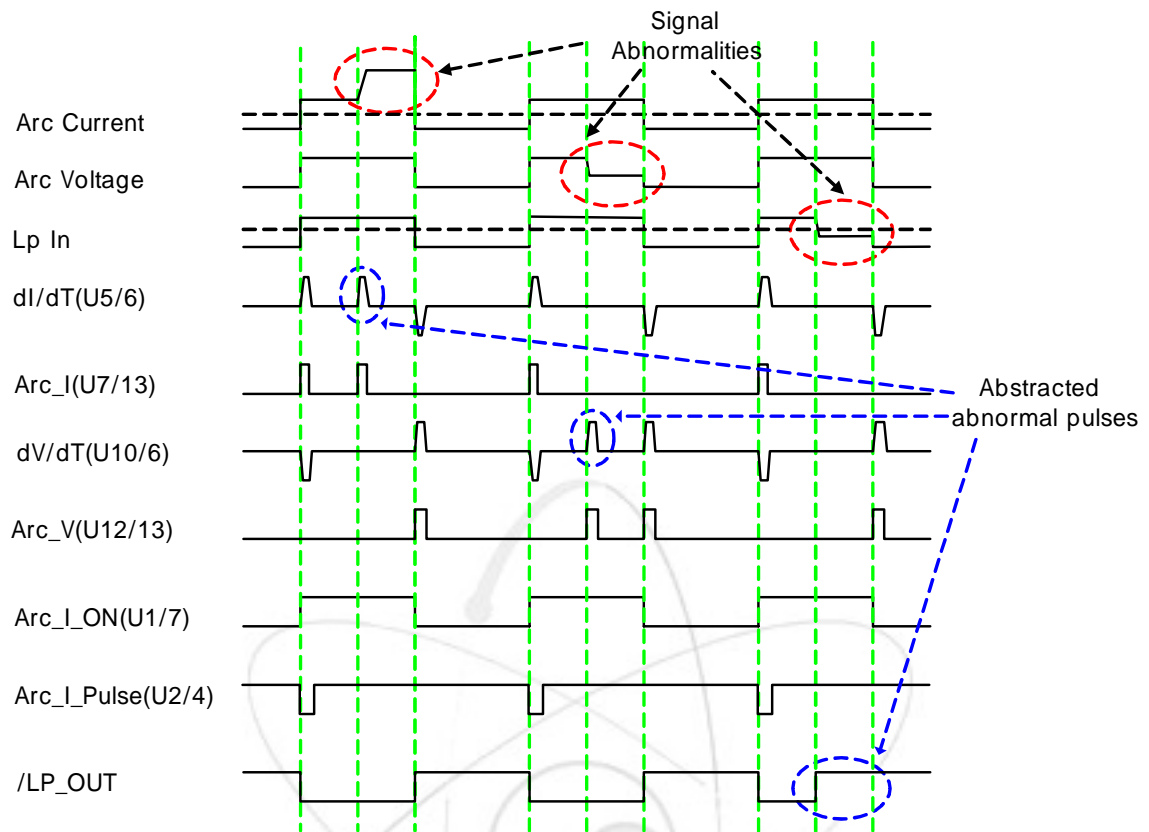 Signal
Abnormalities
Arc Current
Arc Voltage
Lp In
dI/dT(U5/6)
Arc_I(U7/13)
Abstracted
abnormal pulses
dV/dT(U10/6)
Arc_V(U12/13)
Arc_I_ON(U1/7)
Arc_I_Pulse(U2/4)
/LP_OUT